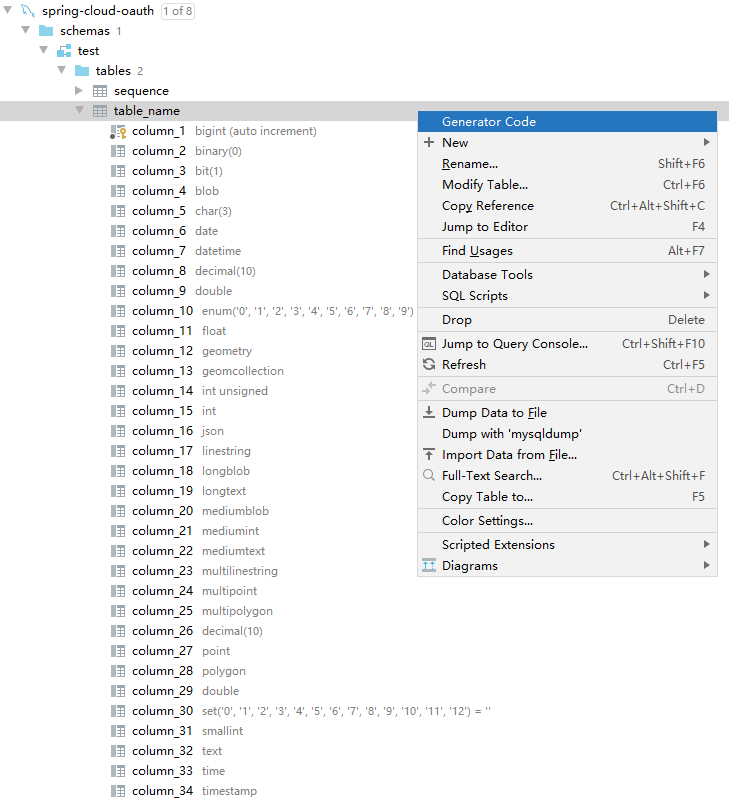 spring-cloud-oauth 1 of 8
schemas 1
test
tables 2
sequence
table_name
column_1 bigint (auto increment)
column_2 binary(0)
column_3 bit(1)
column_4 blob
column_5 char(3)
column_6 date
column_7 datetime
column_8 decimal(10)
column_9 double
column_10 enum('0', '1', '2', '3', '4', '5', '6', '7', '8', '9')
column_11 float
column_12 geometry
column_13 geomcollection
column_14 int unsigned
column_15 int
column_16 json
column_17 linestring
column_18 longblob
column_19 longtext
column_20 mediumblob
column_21 mediumint
column_22 mediumtext
column_23 multilinestring
column_24 multipoint
column_25 multipolygon
column_26 decimal(10)
column_27 point
column_28 polygon
column_29 double
column_30 set('0', '1', '2', '3', '4', '5', '6', '7', '8', '9', '10', '11', '12') = ''
column_31 smallint
column_32 text
column_33 time
column_34 timestamp
Generator Code
New
Rename... Shift+F6
Modify Table... Ctrl+F6
Copy Reference Ctrl+Alt+Shift+C
Jump to Editor F4
Find Usages Alt+F7
Database Tools
SQL Scripts
Drop Delete
QL Jump to Query Console... Ctrl+Shift+F10
Refresh Ctrl+F5
Compare Ctrl+D
Dump Data to File
Dump with 'mysqldump'
Import Data from File...
Full-Text Search... Ctrl+Alt+Shift+F
Copy Table to... F5
Color Settings...
Scripted Extensions
Diagrams